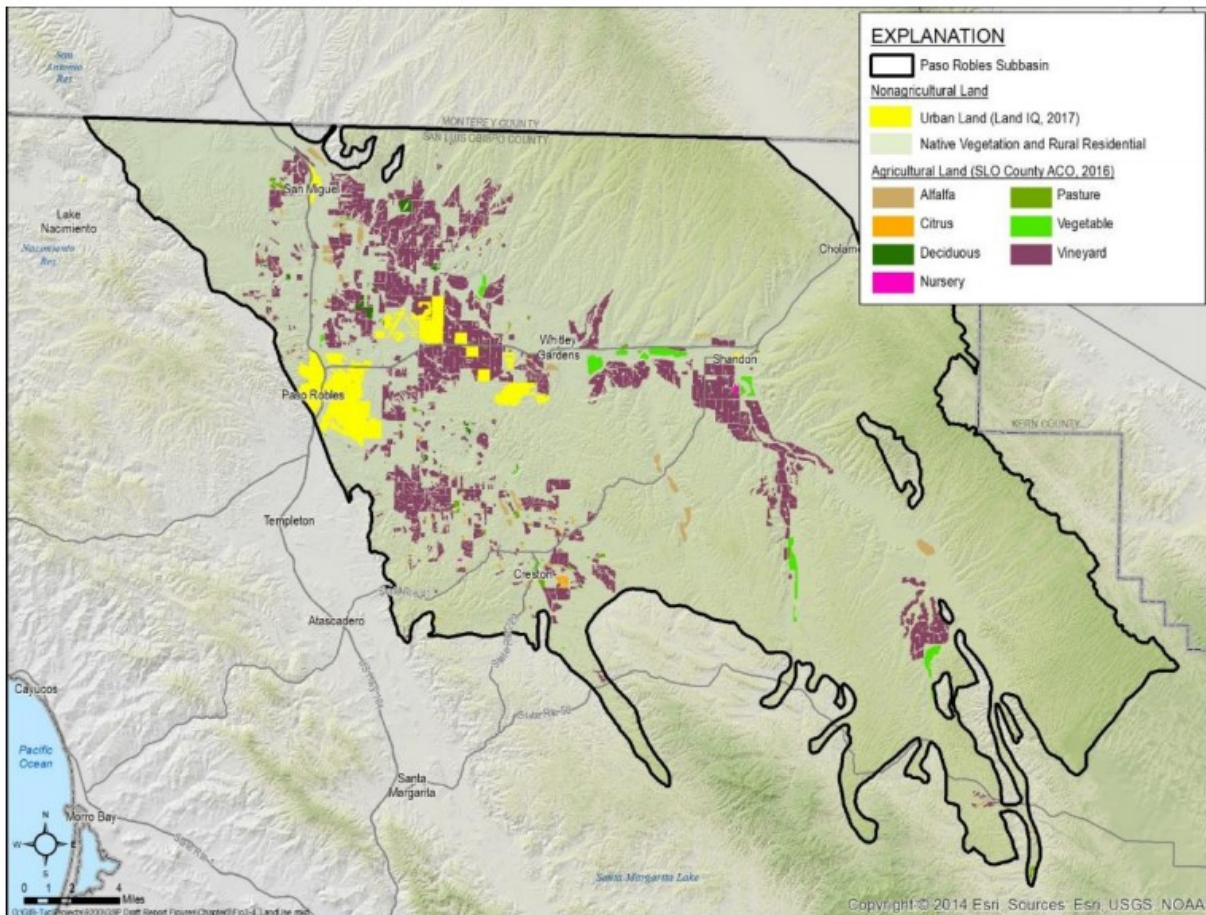 EXPLANATION
Paso Robles Subbasin
Nonagricultural Land
Urban Land (Land IQ, 2017)
Native Vegetation and Rural Residential
Agricultural Land (SLO County ACO, 2016)
Alfalfa
Pasture
Citrus
Vegetable
Deciduous
Vineyard
Nursery
San
Antonio
Res.
MONTEREY COUNTY
SAN LUIS OBISPO COUNTY
San Miguel
Lake
Nacimiento
Nacimiento
Res.
Cholame
Whitley
Gardens
Shandon
Paso Robles
KERN COUNTY
Templeton
Creston
Atascadero
Cayucos
Pacific
Ocean
Santa
Margarita
Morro Bay
N
W
E
S
0 1 2 4
Miles
Santa Margarita Lake
Copyright © 2014 Esri, Sources: Esri, USGS, NOAA